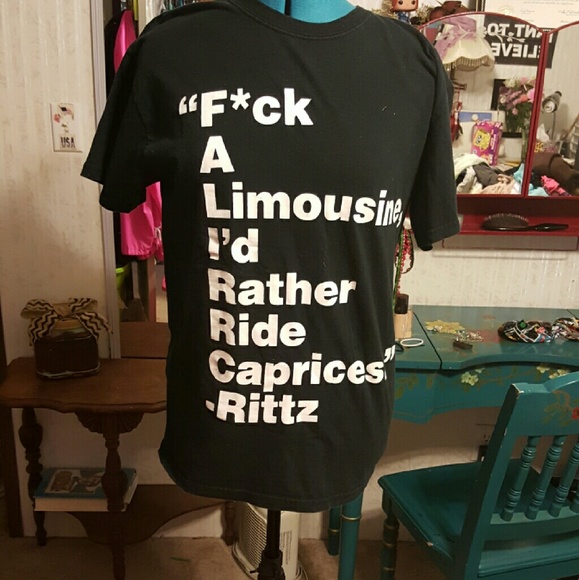 “F*ck
A
Limousine,
I'd
Rather
Ride
Caprices.”
-Rittz
USA